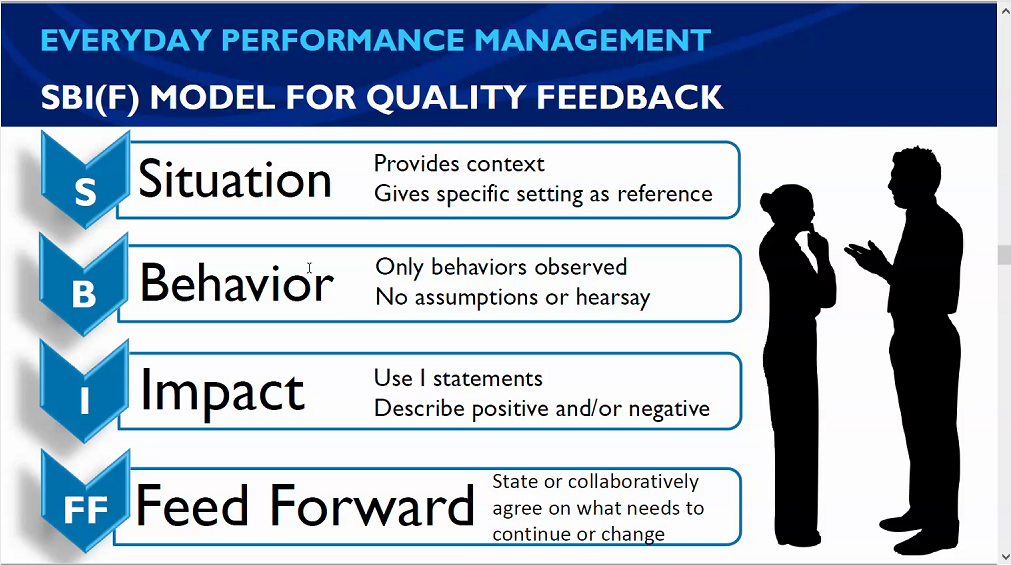 EVERYDAY PERFORMANCE MANAGEMENT
SBI(F) MODEL FOR QUALITY FEEDBACK
S
Situation
Provides context
Gives specific setting as reference
B
Behavior
Only behaviors observed
No assumptions or hearsay
I
Impact
Use I statements
Describe positive and/or negative
FF
Feed Forward
State or collaboratively
agree on what needs to
continue or change